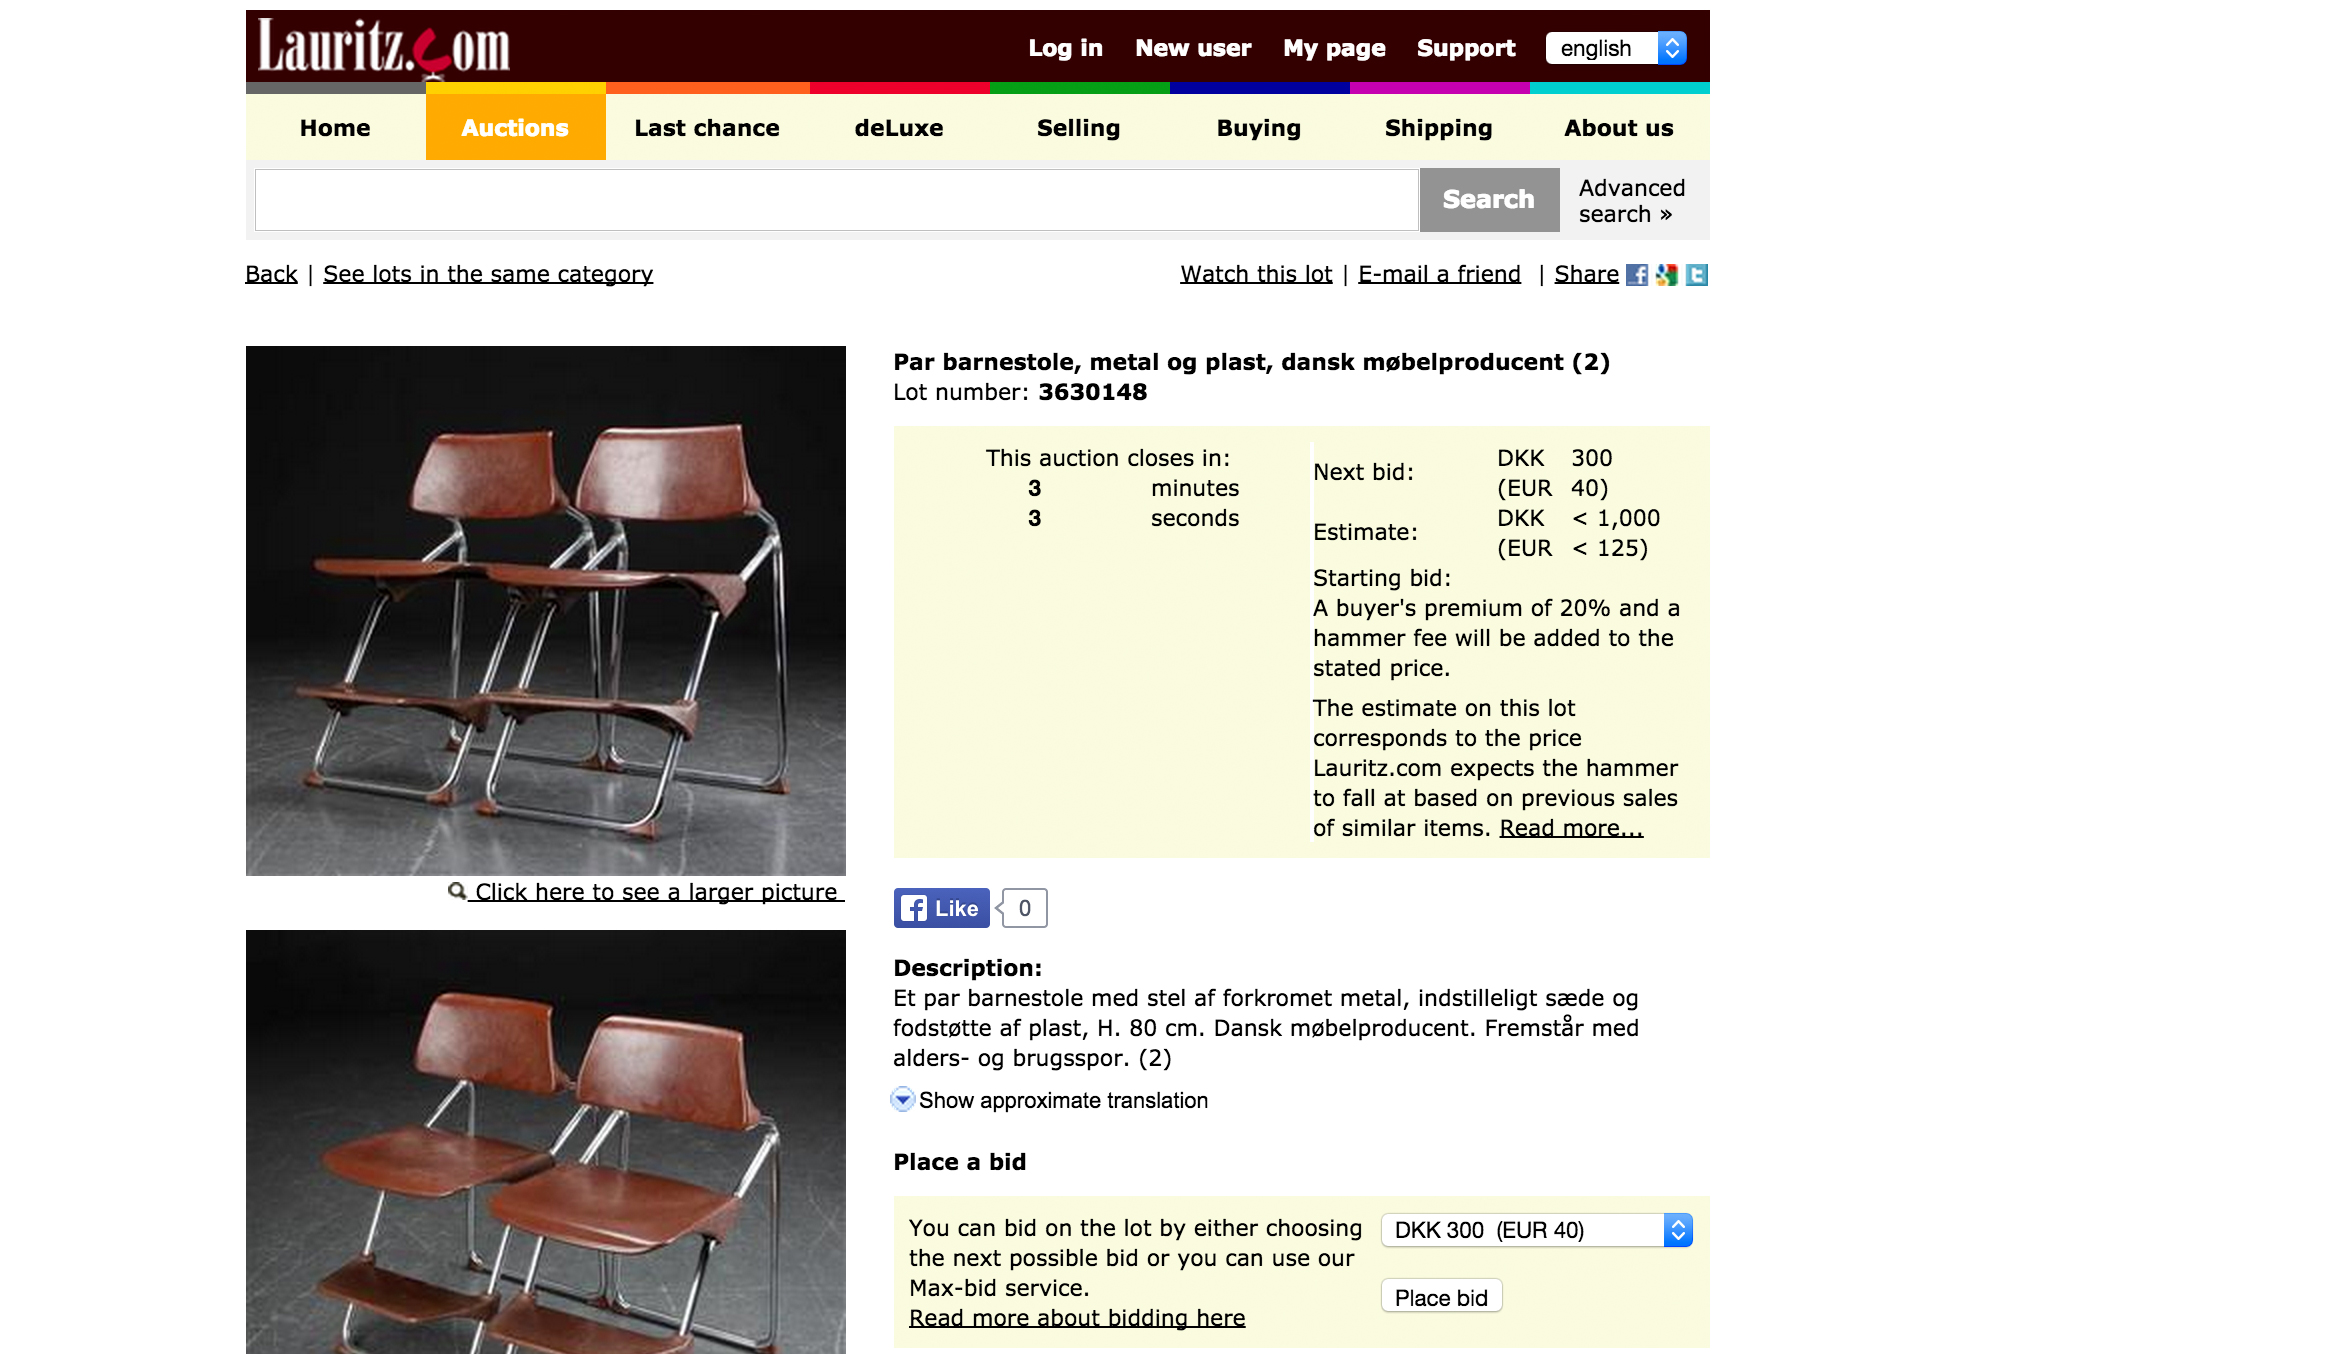 Lauritz.com
Log in New user My page Support english
Home Auctions Last chance deLuxe Selling Buying Shipping About us
Search
Advanced
search »
Back | See lots in the same category
Watch this lot | E-mail a friend | Share
Par barnestole, metal og plast, dansk møbelproducent (2)
Lot number: 3630148
This auction closes in:
3 minutes
3 seconds
Next bid: DKK 300
(EUR 40)
Estimate: DKK < 1,000
(EUR < 125)
Starting bid:
A buyer's premium of 20% and a
hammer fee will be added to the
stated price.
The estimate on this lot
corresponds to the price
Lauritz.com expects the hammer
to fall at based on previous sales
of similar items. Read more...
Click here to see a larger picture
Like 0
Description:
Et par barnestole med stel af forkromet metal, indstilleligt sæde og
fodstøtte af plast, H. 80 cm. Dansk møbelproducent. Fremstår med
alders- og brugsspor. (2)
Show approximate translation
Place a bid
You can bid on the lot by either choosing
the next possible bid or you can use our
Max-bid service.
Read more about bidding here
DKK 300 (EUR 40)
Place bid